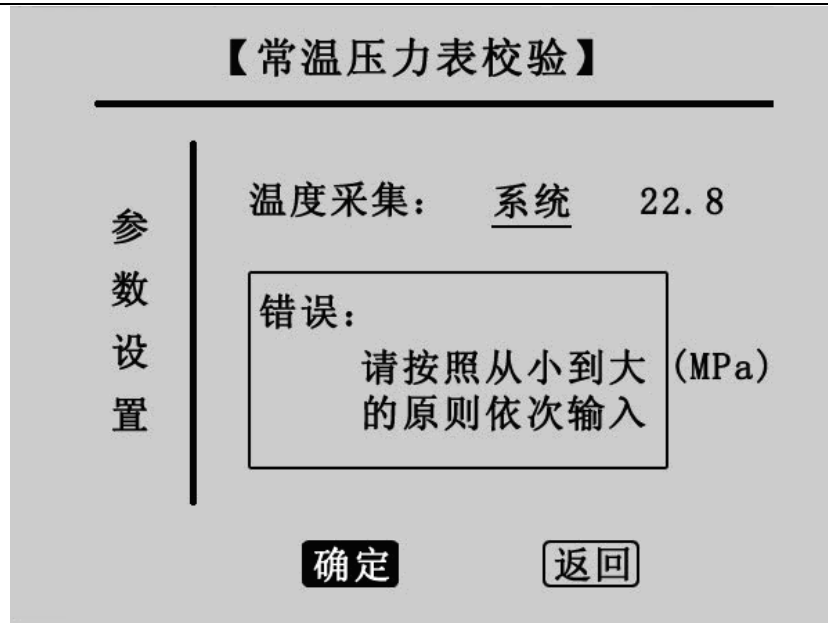 【常温压力表校验】
参数设置
温度采集： 系统 22.8
错误：
请按照从小到大
的原则依次输入
(MPa)
确定 返回